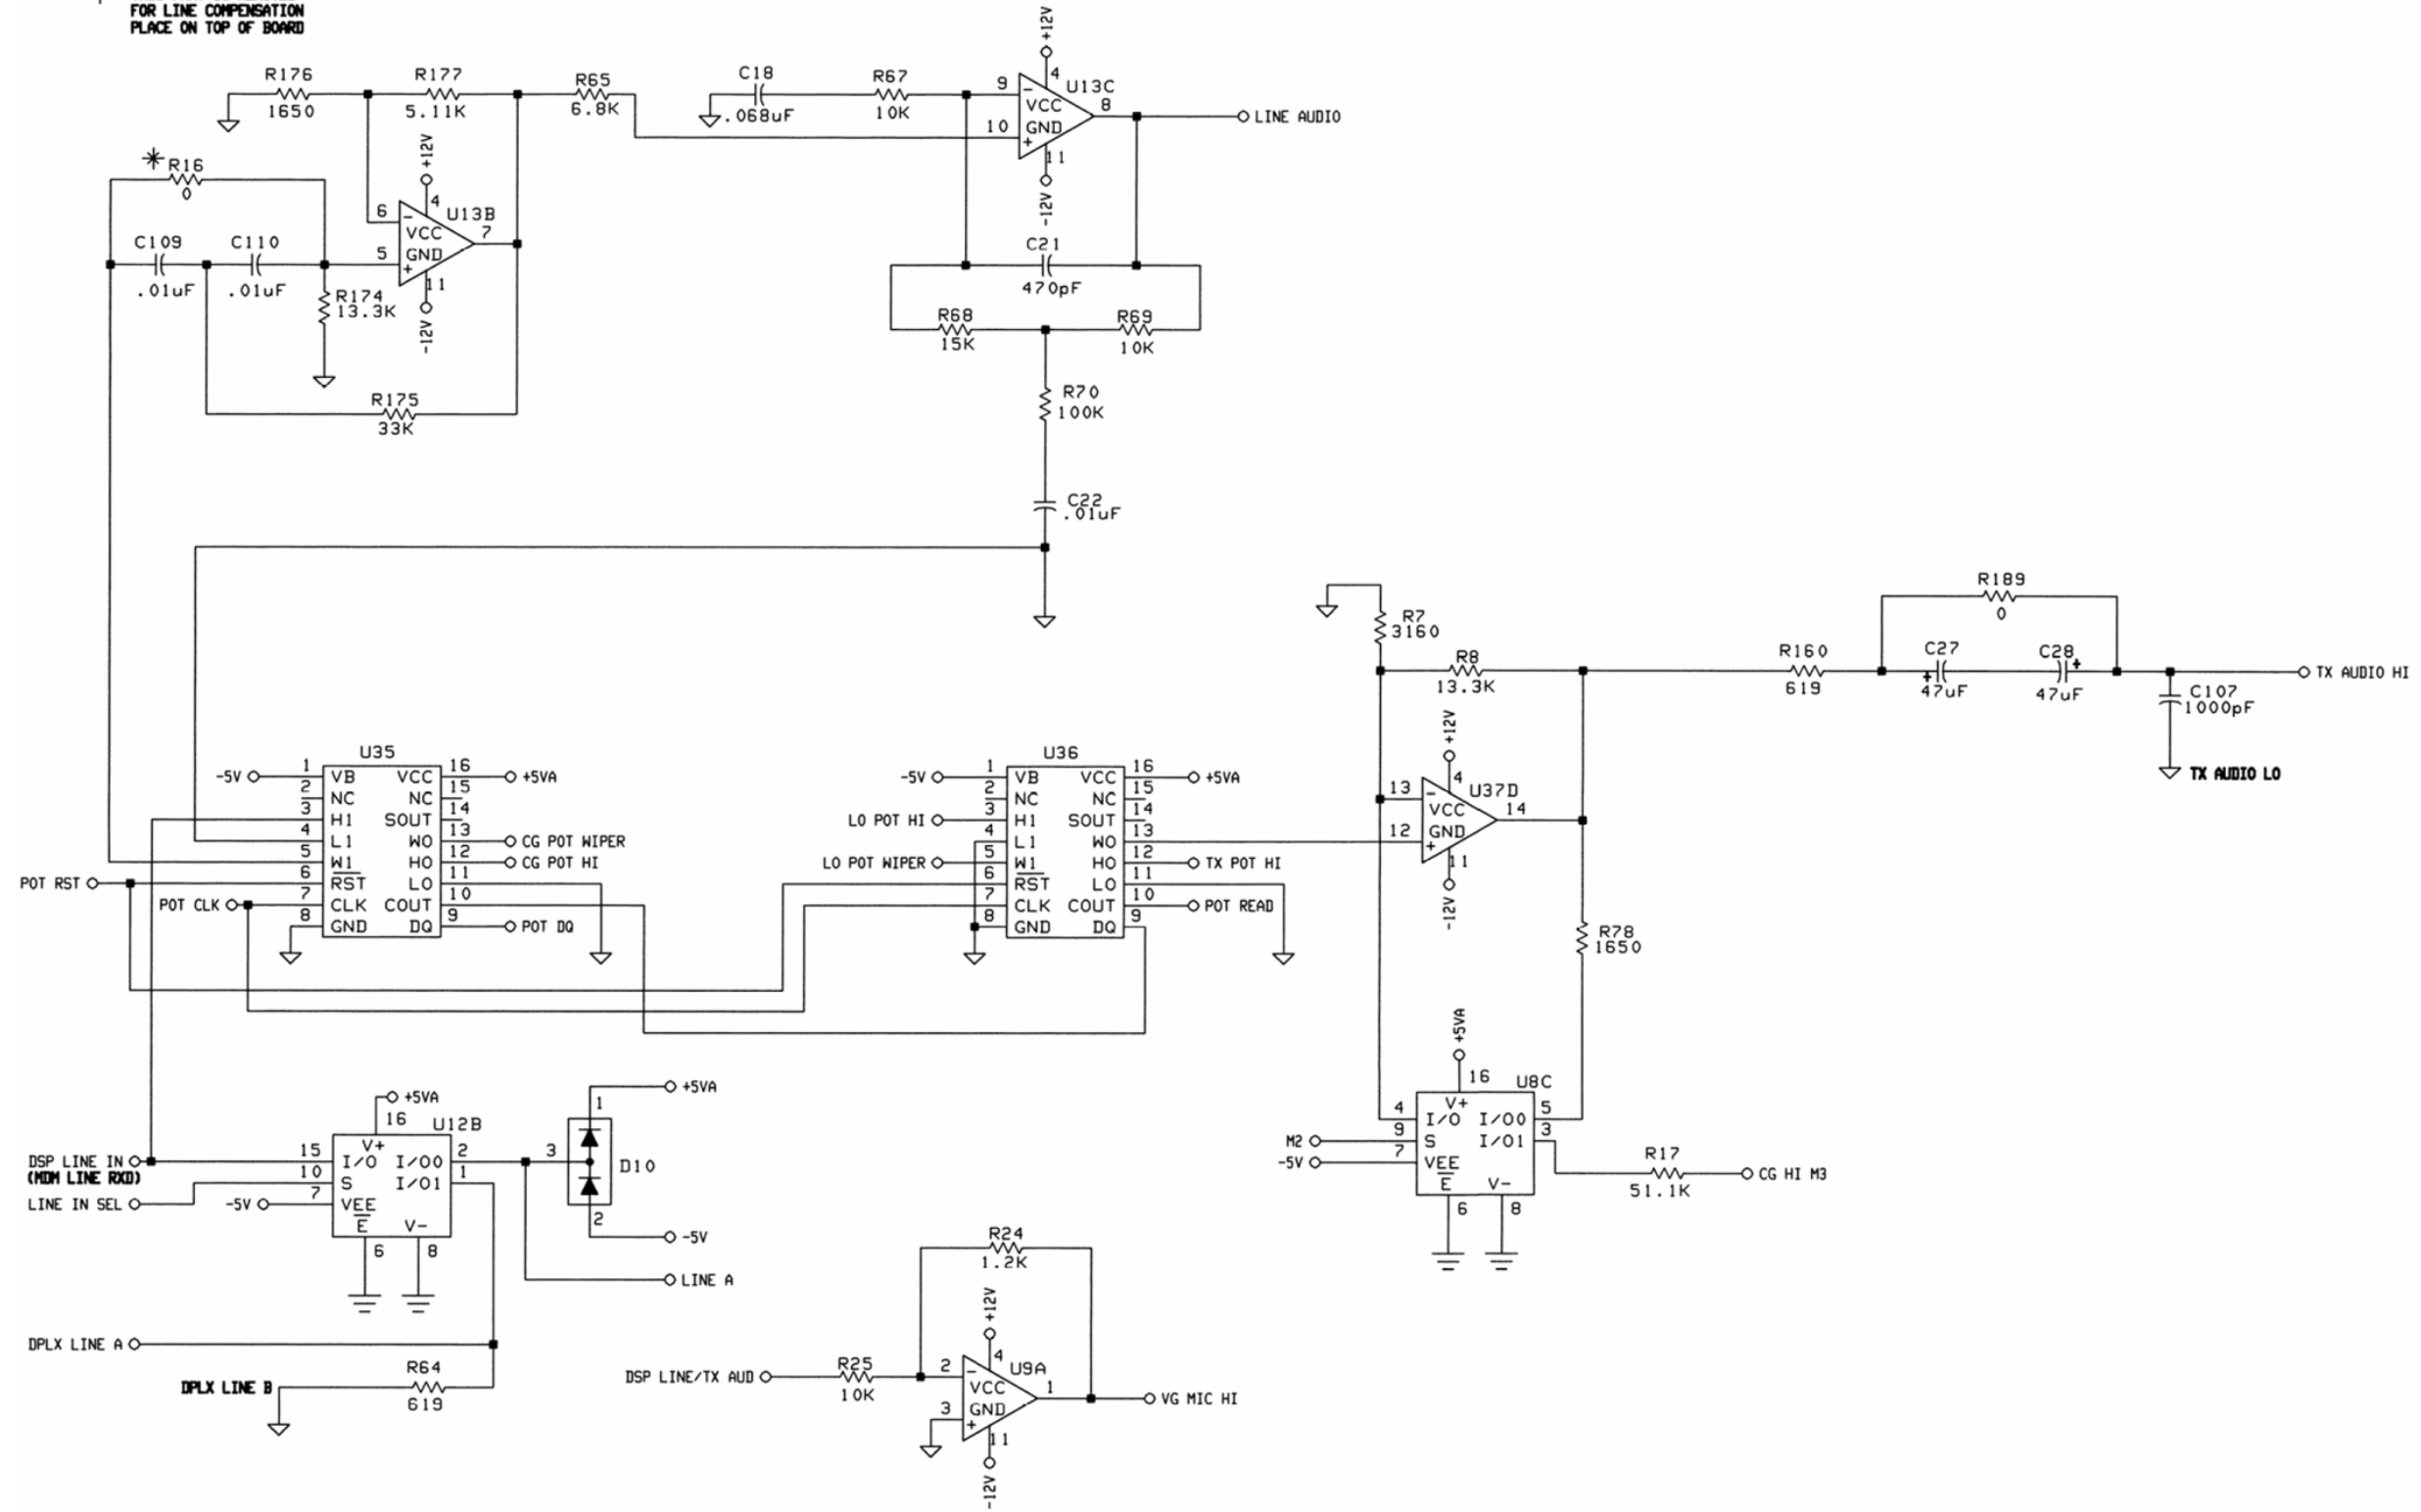 FOR LINE COMPENSATION
PLACE ON TOP OF BOARD
R176
1650
R177
5.11K
R65
6.8K
C18
.068uF
R67
10K
+12V
4
U13C
9
-
VCC
8
10
GND
+
11
-12V
LINE AUDIO
*
R16
0
+12V
4
U13B
6
-
VCC
7
5
GND
+
11
-12V
C109
.01uF
C110
.01uF
R174
13.3K
R175
33K
C21
470pF
R68
15K
R69
10K
R70
100K
C22
.01uF
R7
3160
R8
13.3K
R160
619
R189
0
C27
+
47uF
C28
+
47uF
TX AUDIO HI
C107
1000pF
TX AUDIO LO
U35
-5V
1 VB VCC 16
+5VA
2 NC NC 15
3 H1 SOUT 14
4 L1 WO 13
CG POT WIPER
5 W1 HO 12
CG POT HI
POT RST
6 RST LO 11
POT CLK
7 CLK COUT 10
8 GND DQ 9
POT DQ
U36
-5V
1 VB VCC 16
+5VA
2 NC NC 15
LO POT HI
3 H1 SOUT 14
4 L1 WO 13
LO POT WIPER
5 W1 HO 12
TX POT HI
6 RST LO 11
7 CLK COUT 10
POT READ
8 GND DQ 9
+12V
4
U37D
13
-
VCC
14
12
GND
+
11
-12V
R78
1650
+5VA
16
U8C
V+
4 I/O I/O0 5
M2
9 S I/O1 3
-5V
7 VEE
E V-
6 8
R17
51.1K
CG HI M3
+5VA
16
U12B
V+
DSP LINE IN
(MDM LINE RXD)
15 I/O I/O0 2
10 S I/O1 1
LINE IN SEL
-5V
7 VEE
E V-
6 8
+5VA
1
3
D10
2
-5V
LINE A
DPLX LINE A
R64
619
DPLX LINE B
R24
1.2K
+12V
4
U9A
DSP LINE/TX AUD
R25
10K
2
-
VCC
1
3
GND
+
11
-12V
VG MIC HI